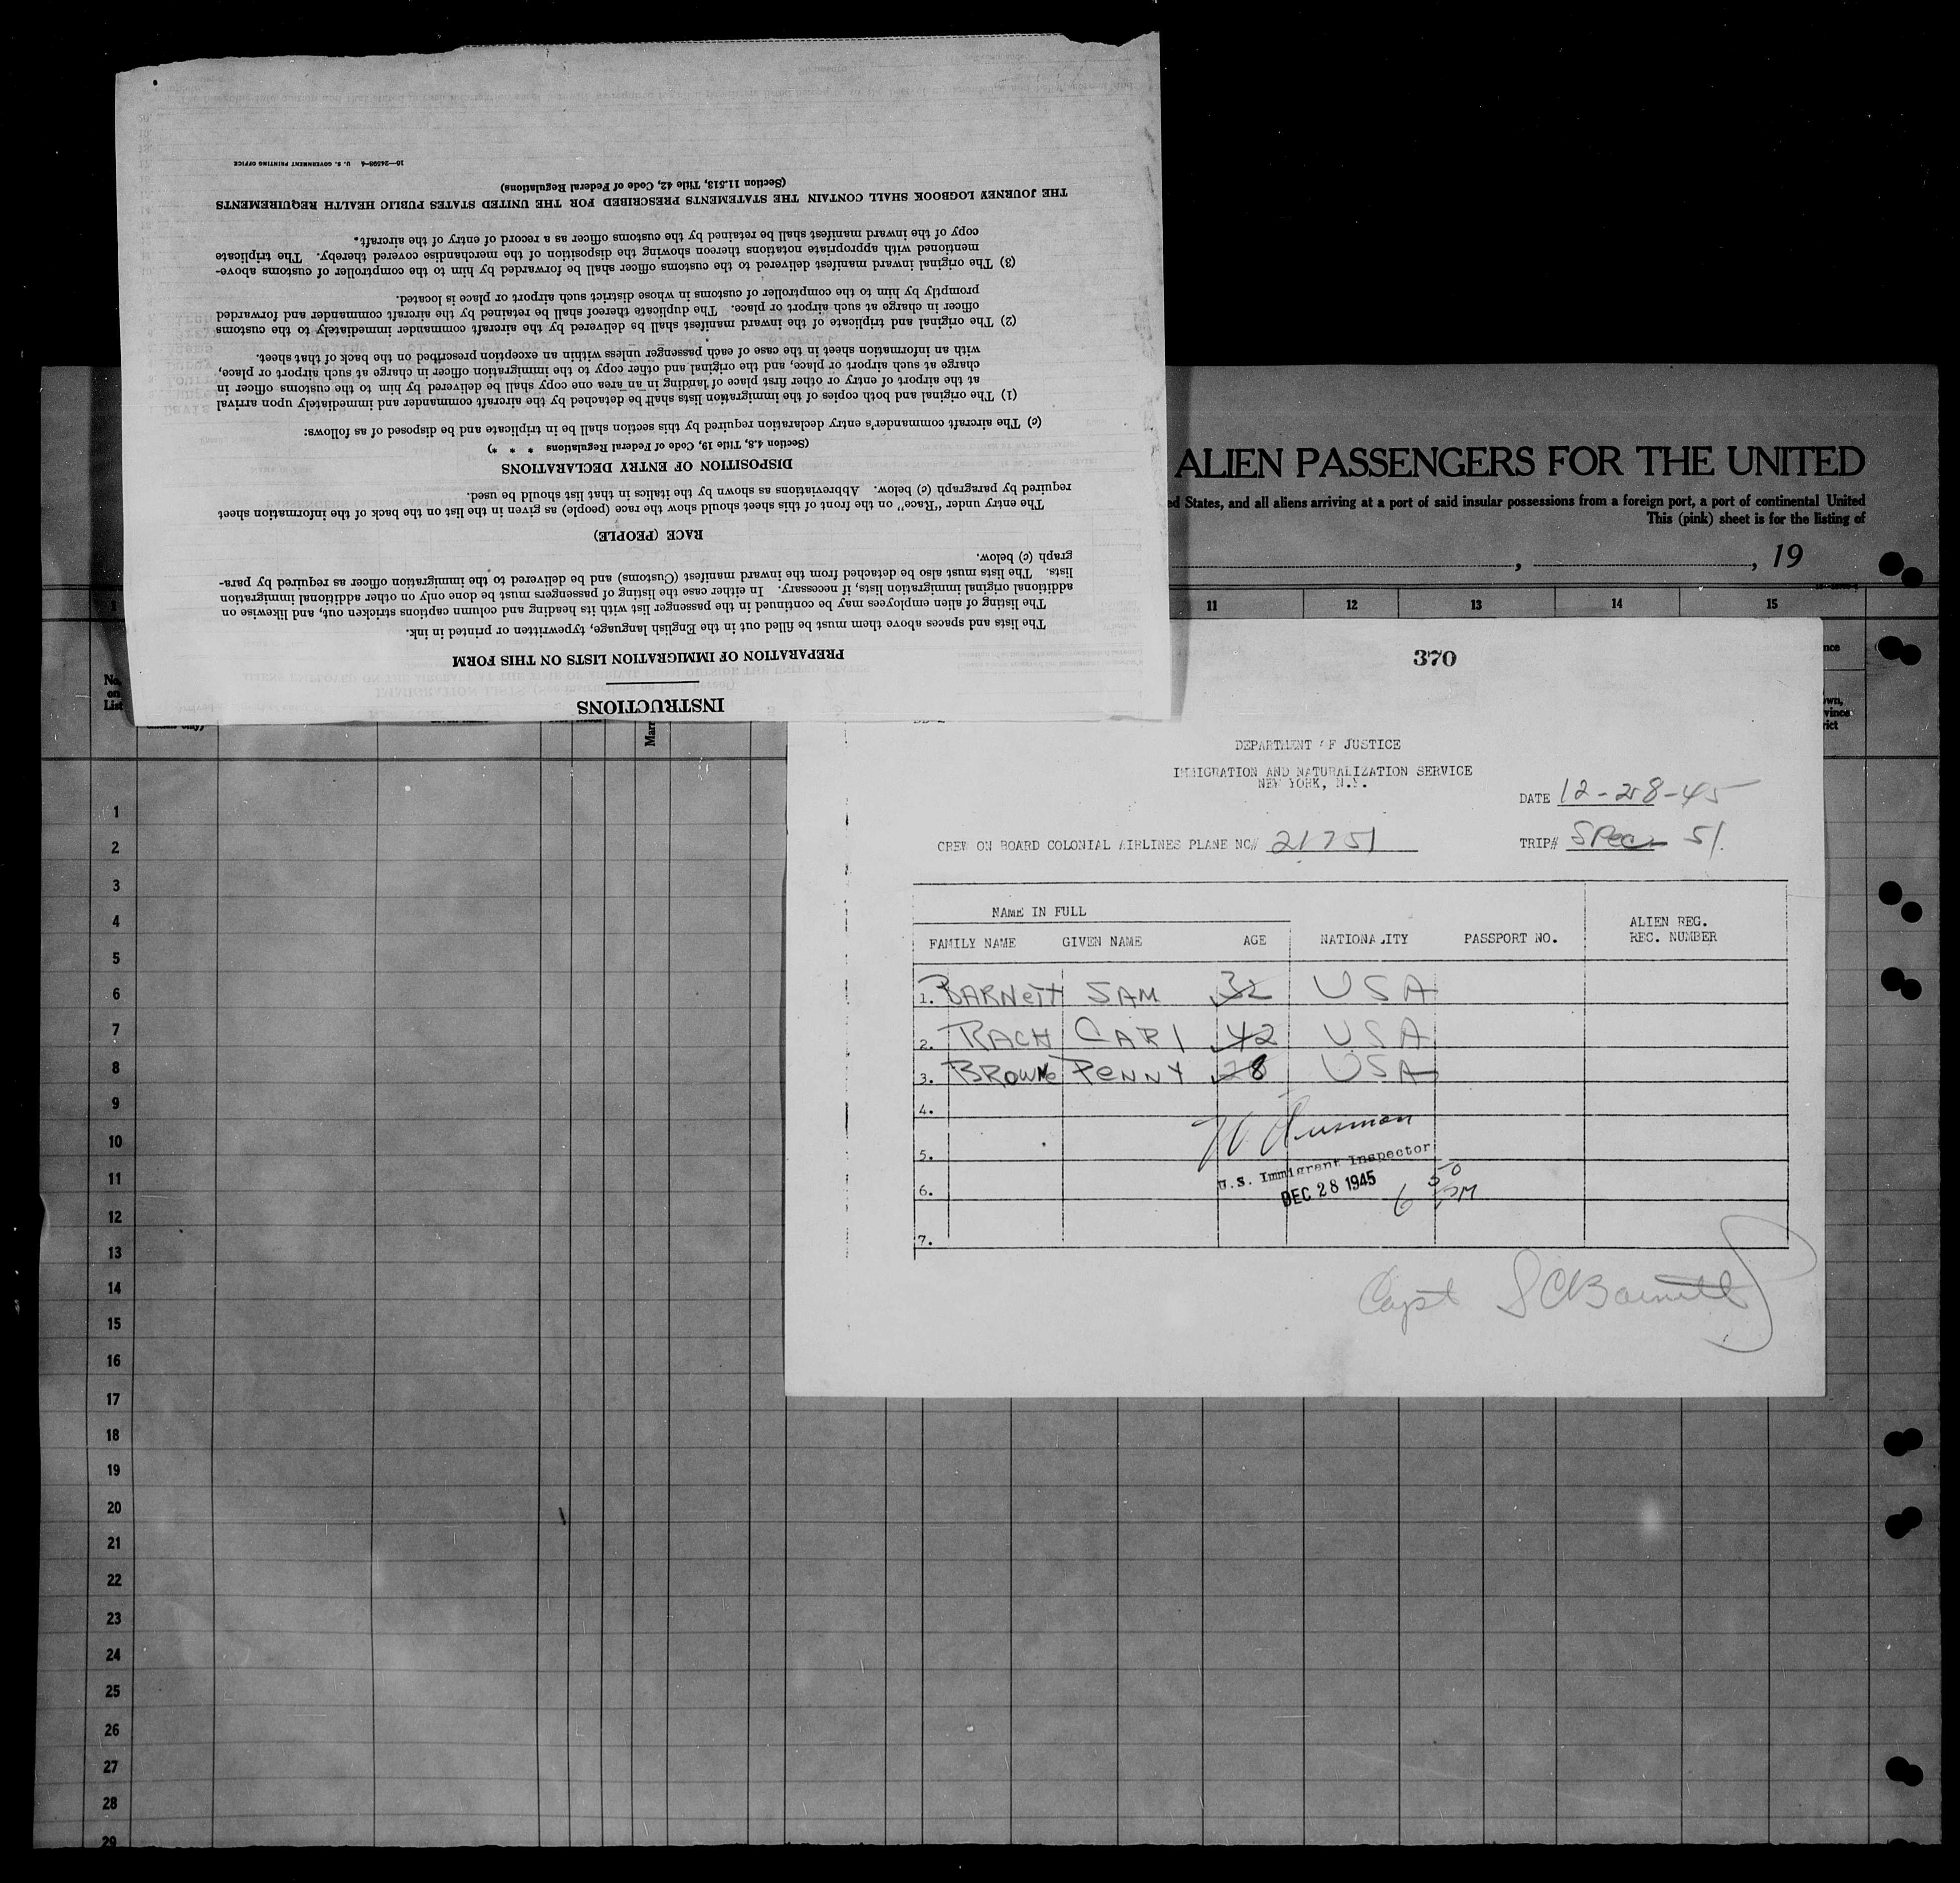 INSTRUCTIONS
PREPARATION OF IMMIGRATION LISTS ON THIS FORM
The lists and spaces above them must be filled out in the English language, typewritten or printed in ink.
The listing of alien employees may be continued in the passenger list with its heading and column captions stricken out, and likewise on
additional original immigration lists, if necessary. In either case the listing of passengers must be done only on other additional immigration
lists. The lists must also be detached from the inward manifest (Customs) and be delivered to the immigration officer as required by para-
graph (c) below.
RACE (PEOPLE)
The entry under "Race" on the front of this sheet should show the race (people) as given in the list on the back of the information sheet
required by paragraph (c) below. Abbreviations as shown by the italics in that list should be used.
DISPOSITION OF ENTRY DECLARATIONS
(Section 4.8, Title 19, Code of Federal Regulations * * *)
(c) The aircraft commander's entry declaration required by this section shall be in triplicate and be disposed of as follows:
(1) The original and both copies of the immigration lists shall be detached by the aircraft commander and immediately upon arrival
at the airport of entry or other first place of landing in an area one copy shall be delivered by him to the customs officer in
charge at such airport or place, and the original and other copy to the immigration officer in charge at such airport or place,
with an information sheet in the case of each passenger unless within an exception prescribed on the back of that sheet.
(2) The original and triplicate of the inward manifest shall be delivered by the aircraft commander immediately to the customs
officer in charge at such airport or place. The duplicate thereof shall be retained by the aircraft commander and forwarded
promptly by him to the comptroller of customs in whose district such airport or place is located.
(3) The original inward manifest delivered to the customs officer shall be forwarded by him to the comptroller of customs above-
mentioned with appropriate notations thereon showing the disposition of the merchandise covered thereby. The triplicate
copy of the inward manifest shall be retained by the customs officer as a record of entry of the aircraft.
THE JOURNEY LOGBOOK SHALL CONTAIN THE STATEMENTS PRESCRIBED FOR THE UNITED STATES PUBLIC HEALTH REQUIREMENTS
(Section 11.513, Title 42, Code of Federal Regulations)
16—24598-4 U. S. GOVERNMENT PRINTING OFFICE
ALIEN PASSENGERS FOR THE UNITED
ed States, and all aliens arriving at a port of said insular possessions from a foreign port, a port of continental United
This (pink) sheet is for the listing of
, , 19
11 12 13 14 15
No. on List
370
DEPARTMENT OF JUSTICE
IMMIGRATION AND NATURALIZATION SERVICE
NEW YORK, N.Y.
DATE 12-28-45
CREW ON BOARD COLONIAL AIRLINES PLANE NO# 21751 TRIP# SPec 51
NAME IN FULL
FAMILY NAME GIVEN NAME AGE NATIONALITY PASSPORT NO. ALIEN REG. REC. NUMBER
1. BARNETT SAM 32 USA
2. RACH CARl 42 USA
3. BROWNe PeNNY 28 USA
4.
5.
U.S. Immigrant Inspector
6. DEC 28 1945 6 50 PM
7.
Capt S C Barnett
1
2
3
4
5
6
7
8
9
10
11
12
13
14
15
16
17
18
19
20
21
22
23
24
25
26
27
28
29